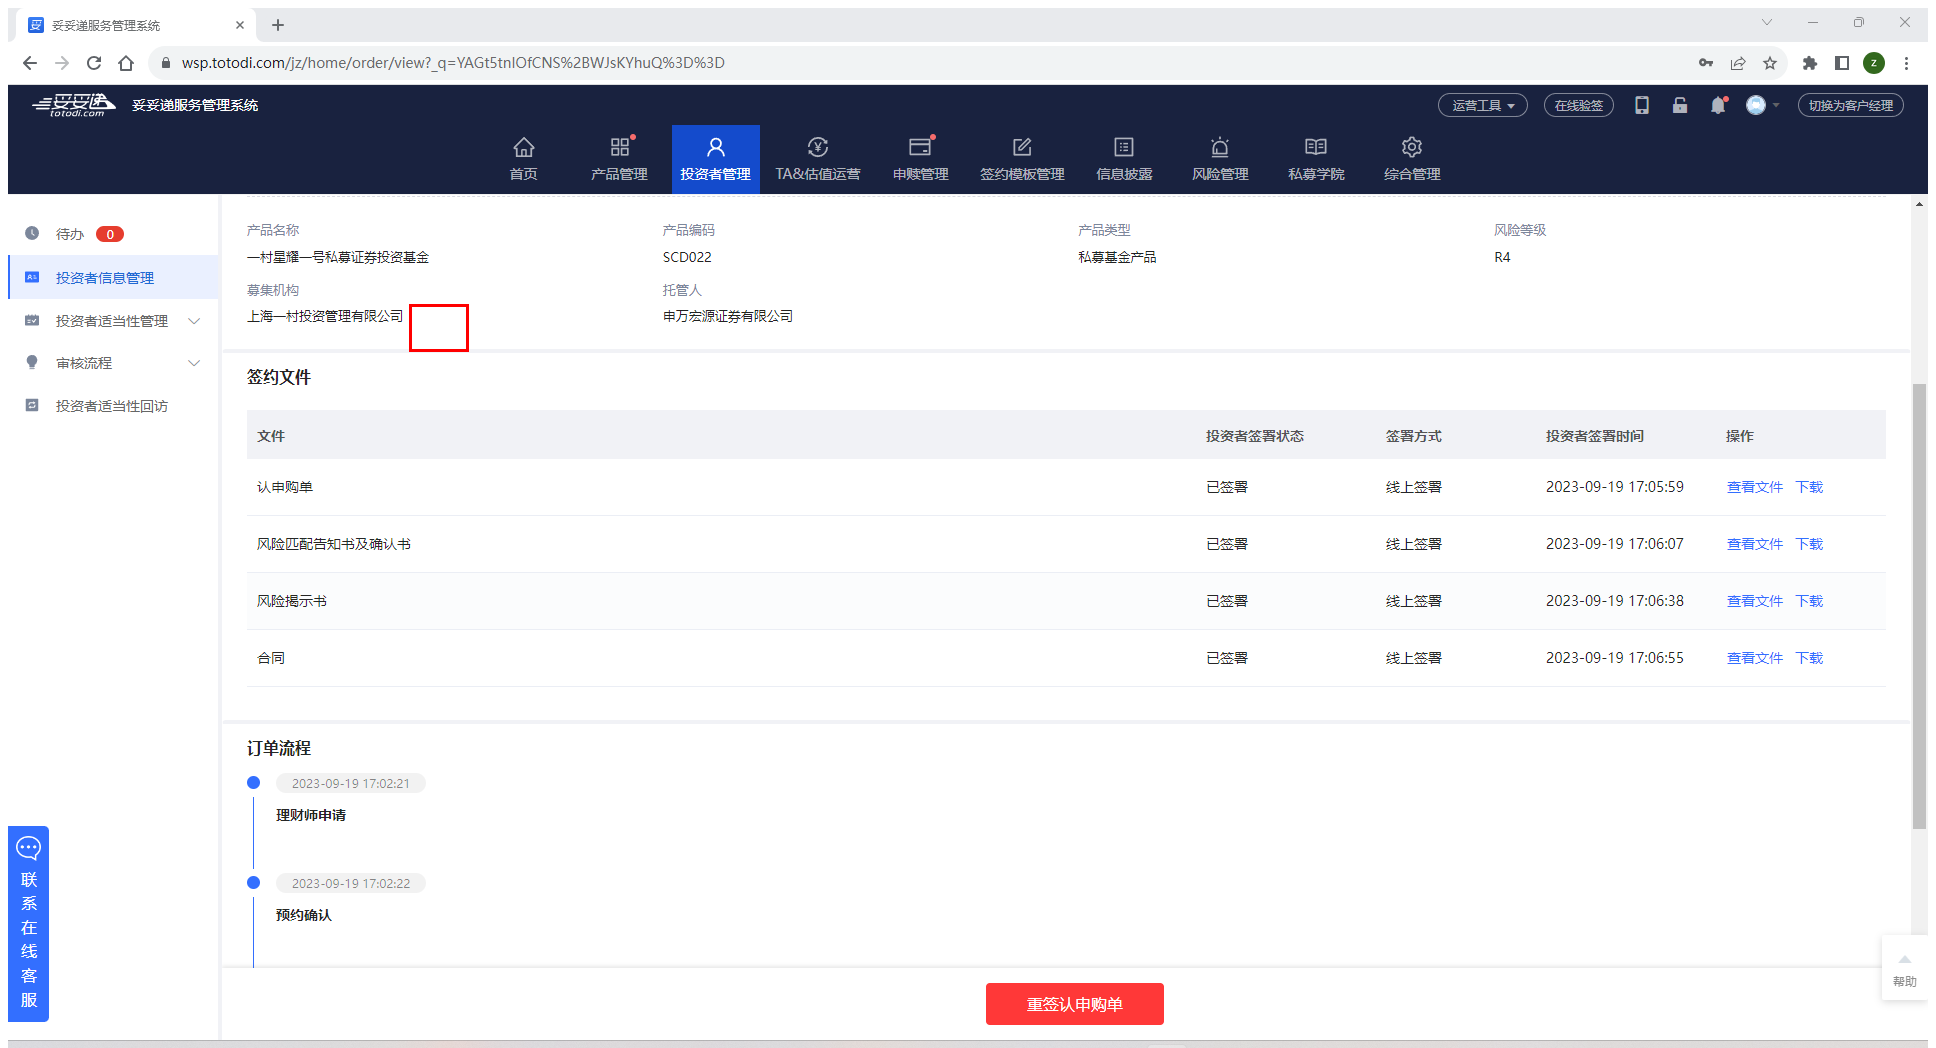 妥妥递服务管理系统
wsp.totodi.com/jz/home/order/view?_q=YAGt5tnIOfCNS%2BWJsKYhuQ%3D%3D
z
妥妥递
totodi.com
妥妥递服务管理系统
运营工具
在线验签
切换为客户经理
首页
产品管理
投资者管理
TA&估值运营
申赎管理
签约模板管理
信息披露
风险管理
私募学院
综合管理
待办 0
投资者信息管理
投资者适当性管理
审核流程
投资者适当性回访
产品名称 产品编码 产品类型 风险等级
一村星耀一号私募证券投资基金 SCD022 私募基金产品 R4
募集机构 托管人
上海一村投资管理有限公司 申万宏源证券有限公司
签约文件
文件 投资者签署状态 签署方式 投资者签署时间 操作
认申购单 已签署 线上签署 2023-09-19 17:05:59 查看文件 下载
风险匹配告知书及确认书 已签署 线上签署 2023-09-19 17:06:07 查看文件 下载
风险揭示书 已签署 线上签署 2023-09-19 17:06:38 查看文件 下载
合同 已签署 线上签署 2023-09-19 17:06:55 查看文件 下载
订单流程
2023-09-19 17:02:21
理财师申请
2023-09-19 17:02:22
预约确认
重签认申购单
联系在线客服
帮助